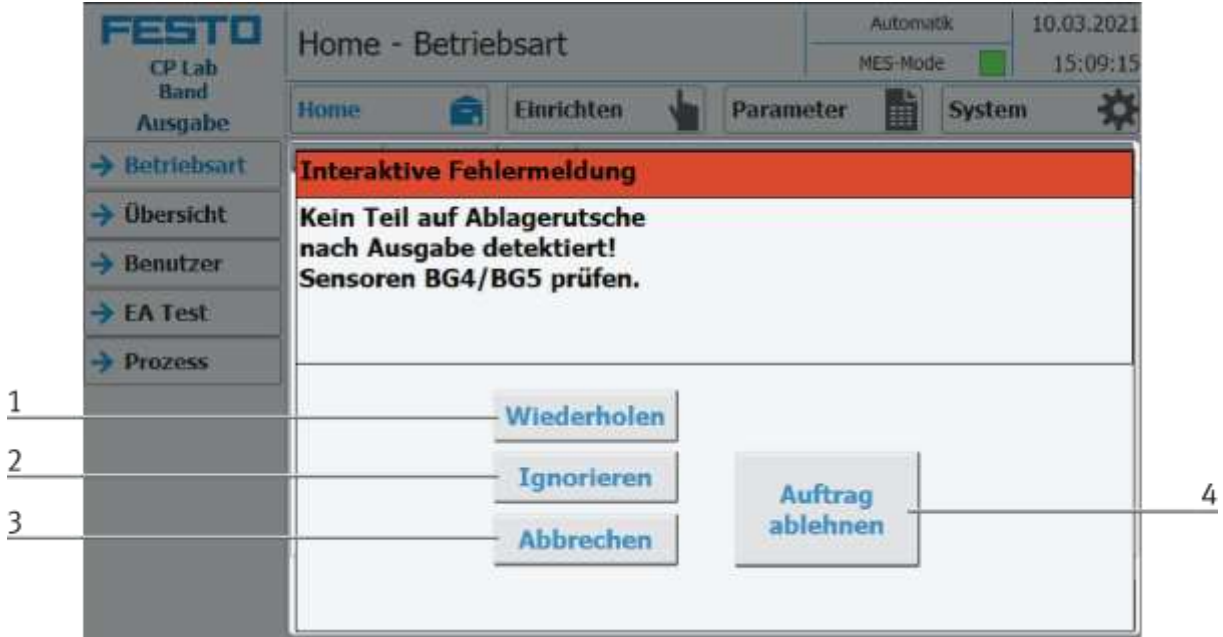 FESTO
CP Lab
Band
Ausgabe
Home - Betriebsart
Automatik
MES-Mode
10.03.2021
15:09:15
Home
Einrichten
Parameter
System
Betriebsart
Übersicht
Benutzer
EA Test
Prozess
Interaktive Fehlermeldung
Kein Teil auf Ablagerutsche
nach Ausgabe detektiert!
Sensoren BG4/BG5 prüfen.
1
Wiederholen
2
Ignorieren
3
Abbrechen
Auftrag
ablehnen
4